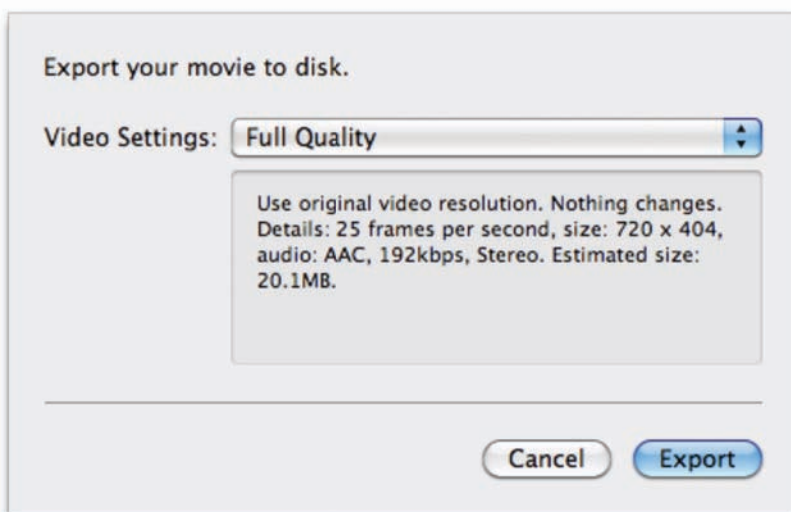 Export your movie to disk.
Video Settings: Full Quality
Use original video resolution. Nothing changes.
Details: 25 frames per second, size: 720 x 404,
audio: AAC, 192kbps, Stereo. Estimated size:
20.1MB.
Cancel Export